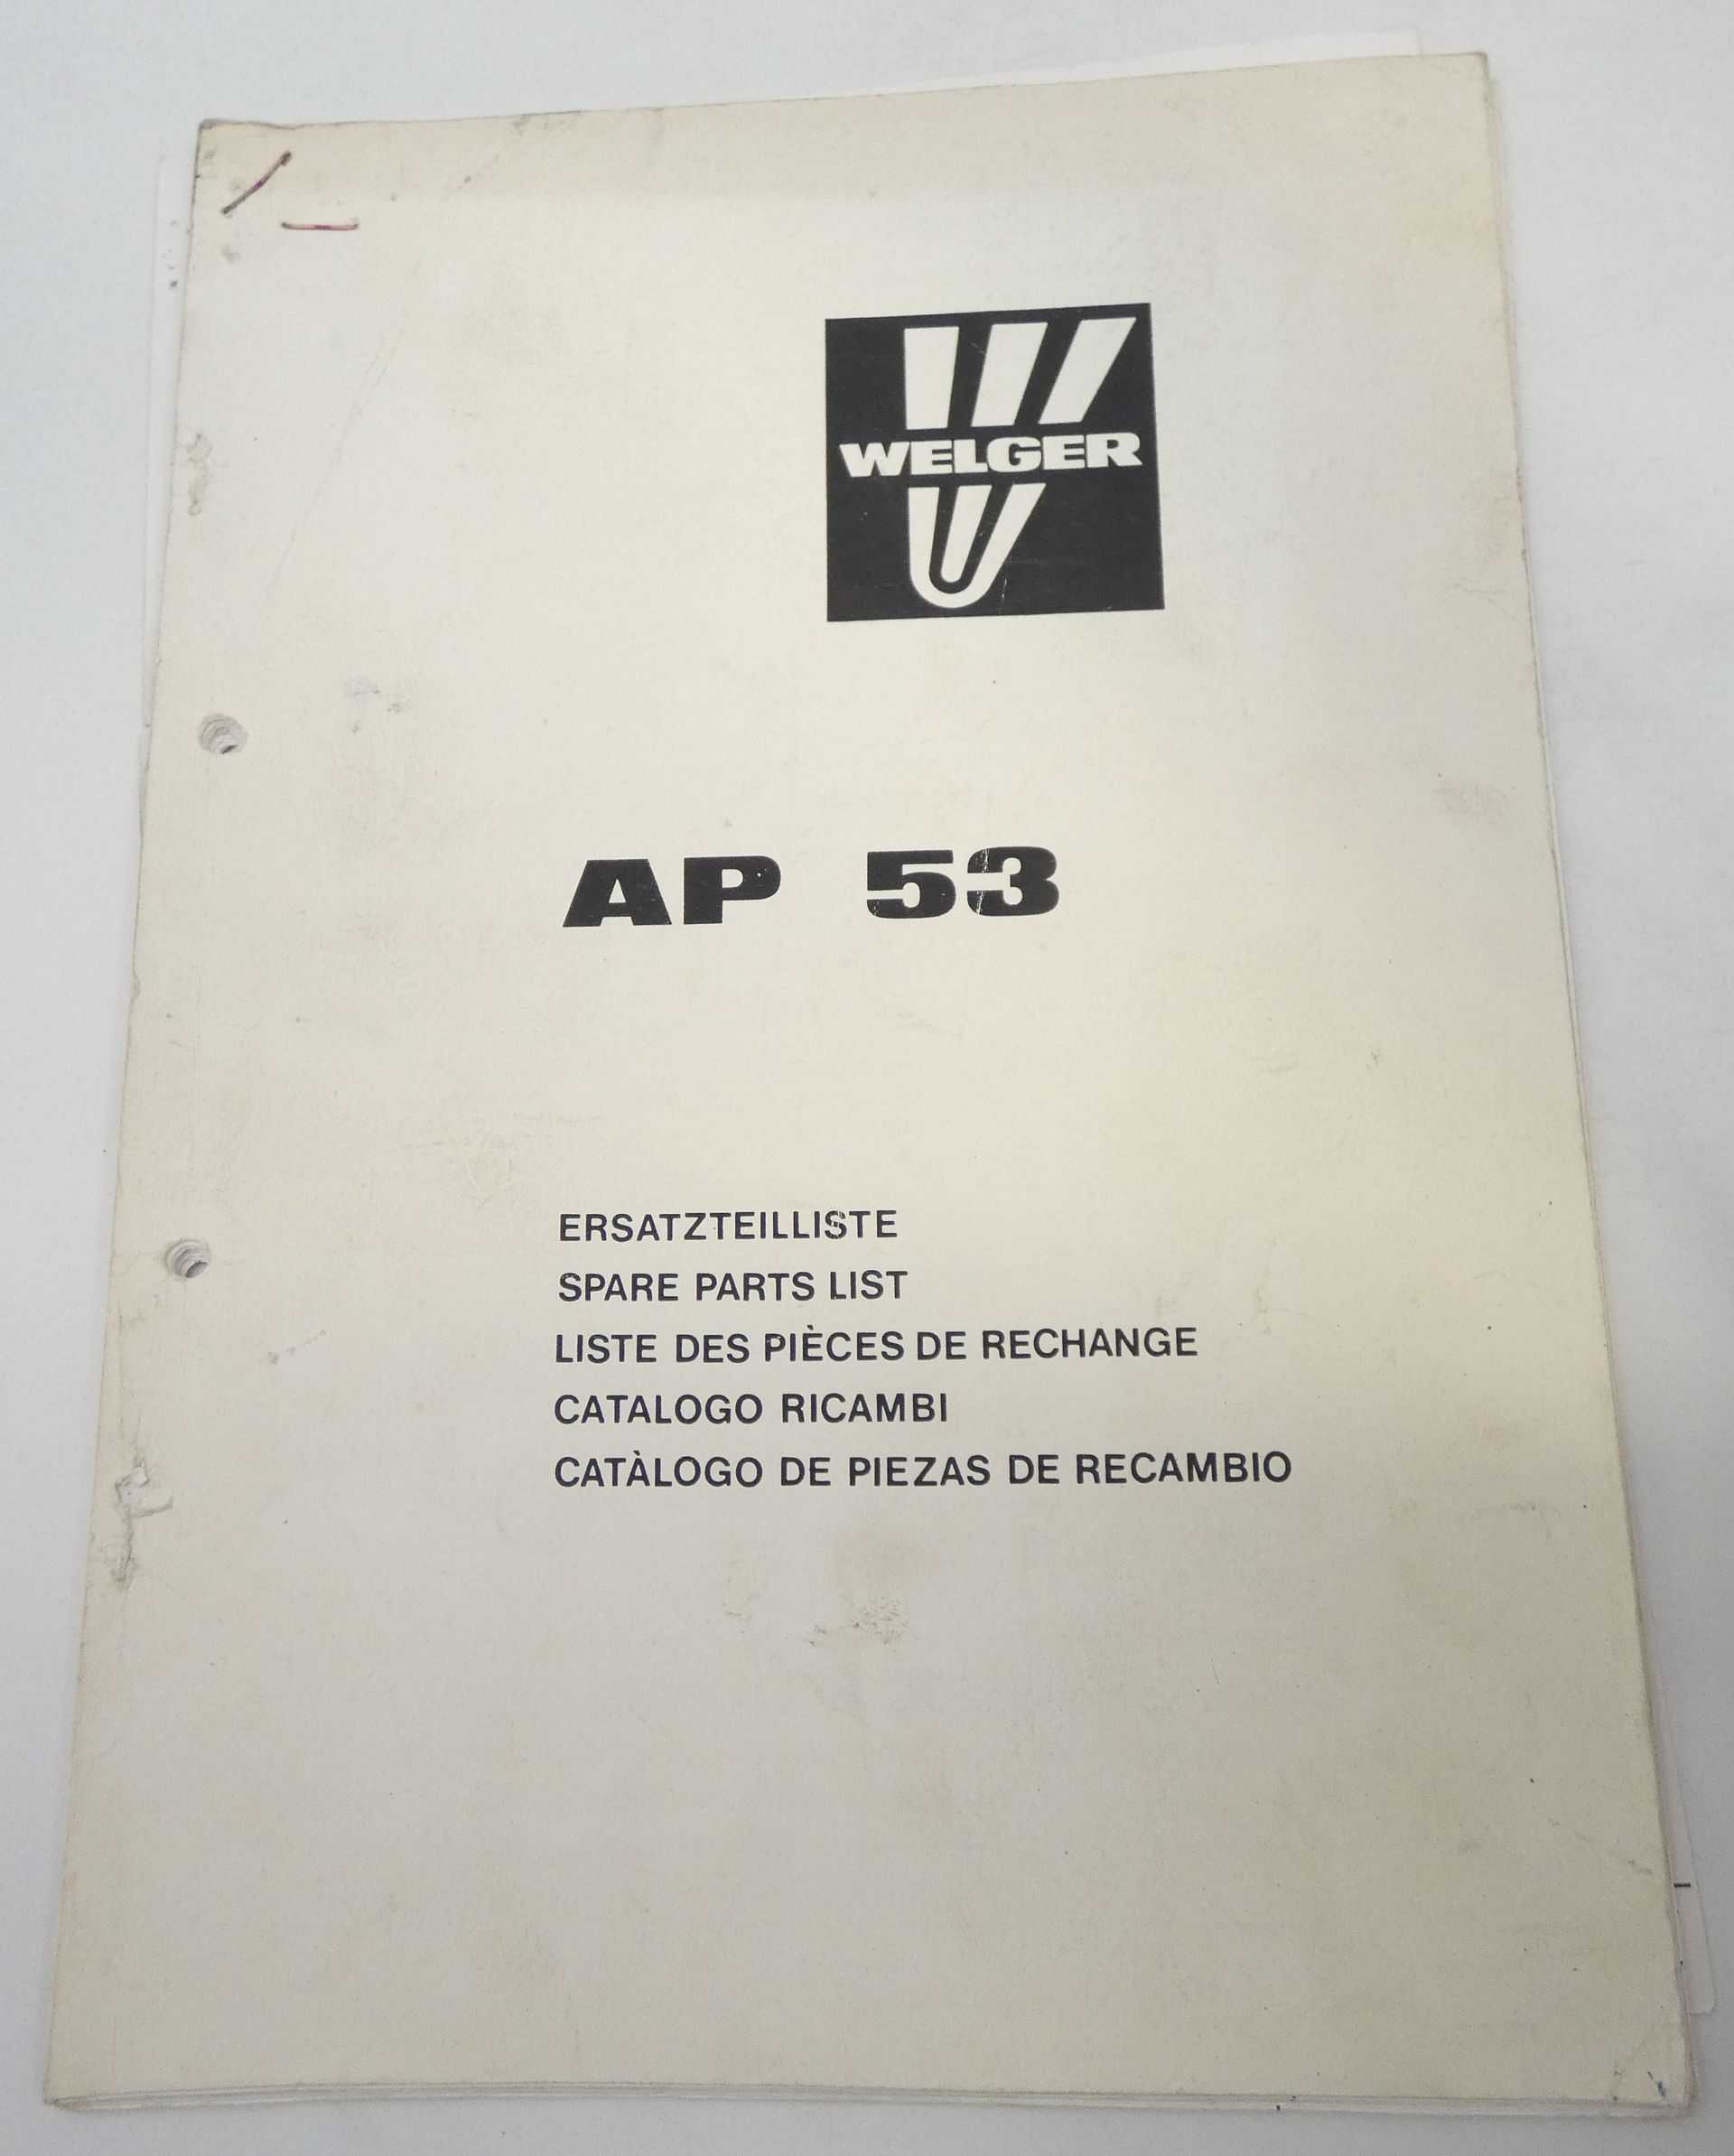 WELGER
AP 53
ERSATZTEILLISTE
SPARE PARTS LIST
LISTE DES PIÈCES DE RECHANGE
CATALOGO RICAMBI
CATÀLOGO DE PIEZAS DE RECAMBIO